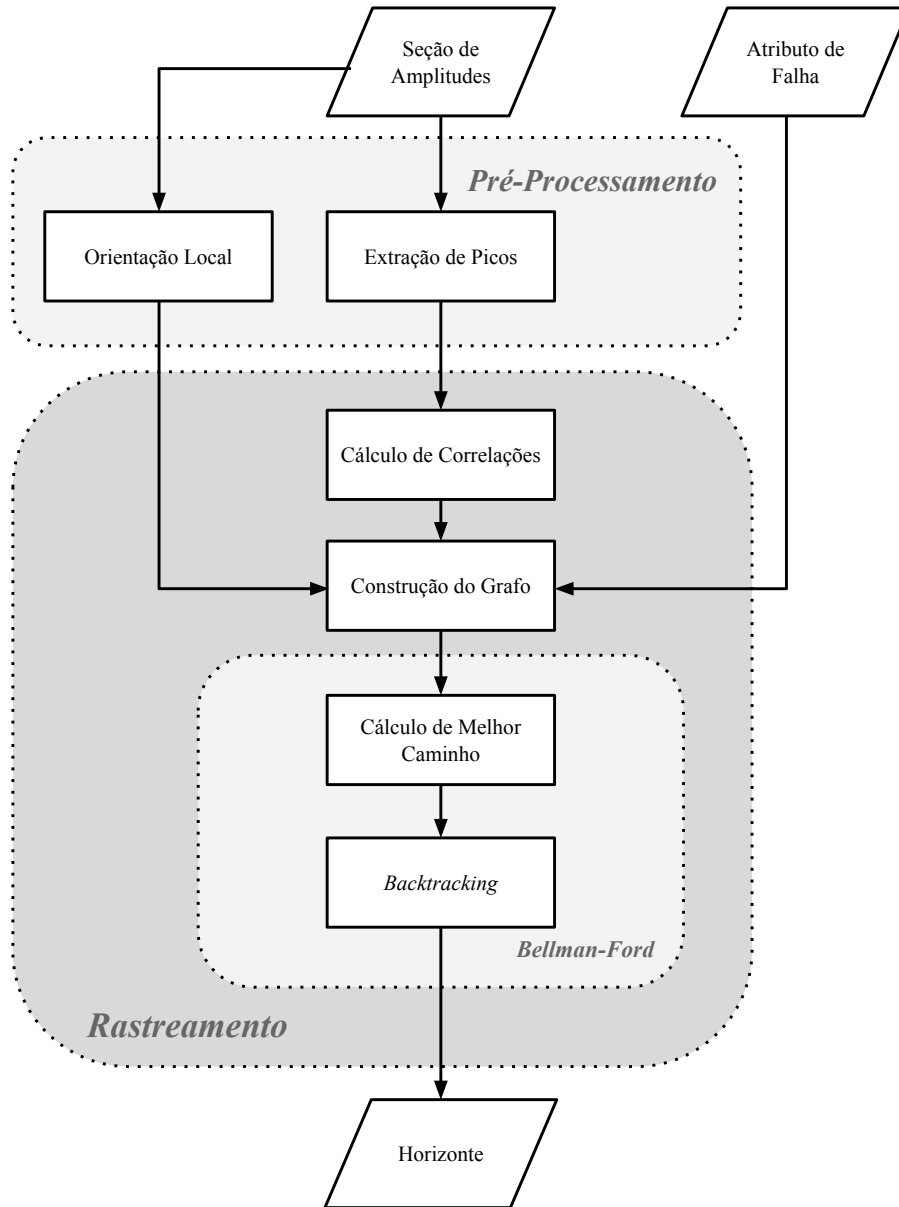 Seção de
Amplitudes
Atributo de
Falha
Pré-Processamento
Orientação Local
Extração de Picos
Cálculo de Correlações
Construção do Grafo
Cálculo de Melhor
Caminho
Backtracking
Bellman-Ford
Rastreamento
Horizonte